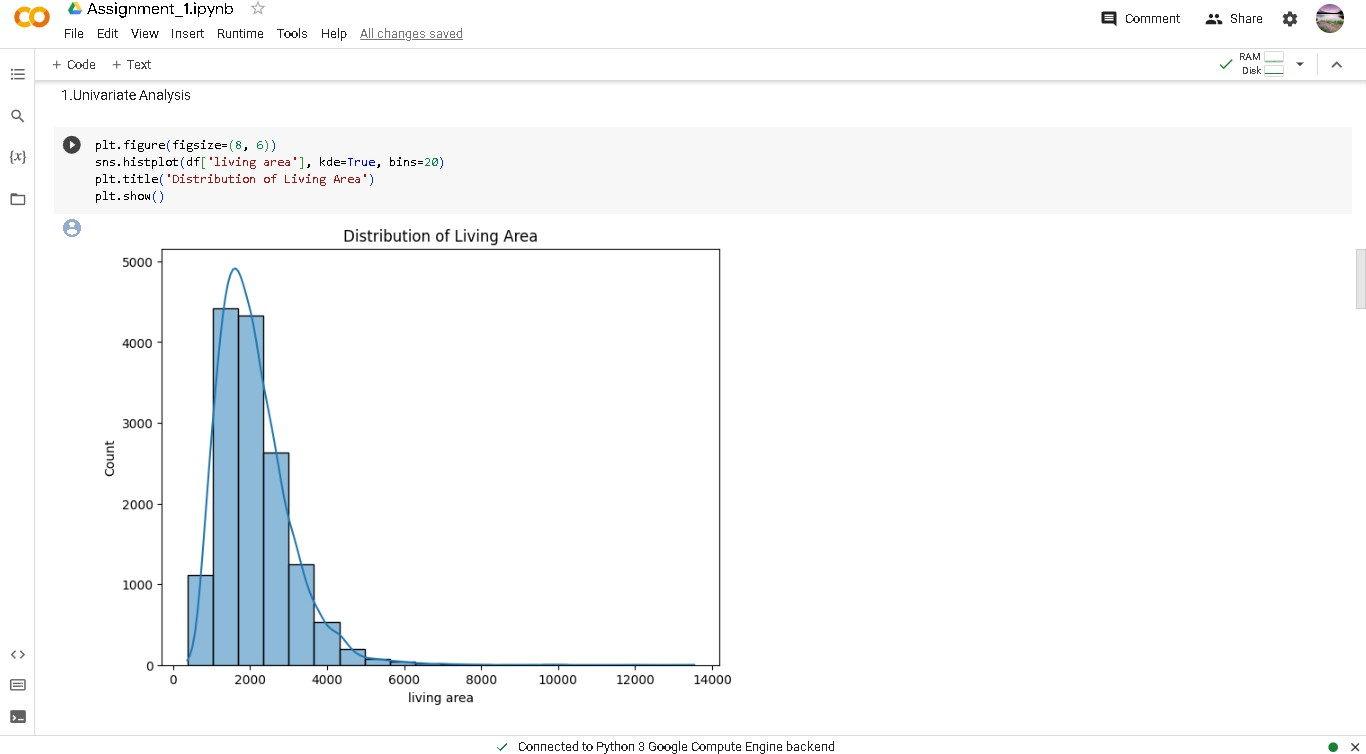 Assignment_1.ipynb
Comment
Share
File Edit View Insert Runtime Tools Help All changes saved
+ Code + Text
RAM
Disk
1.Univariate Analysis
plt.figure(figsize=(8, 6))
sns.histplot(df['living area'], kde=True, bins=20)
plt.title('Distribution of Living Area')
plt.show()
{x}
Distribution of Living Area
5000
4000
3000
2000
1000
0
Count
0 2000 4000 6000 8000 10000 12000 14000
living area
Connected to Python 3 Google Compute Engine backend